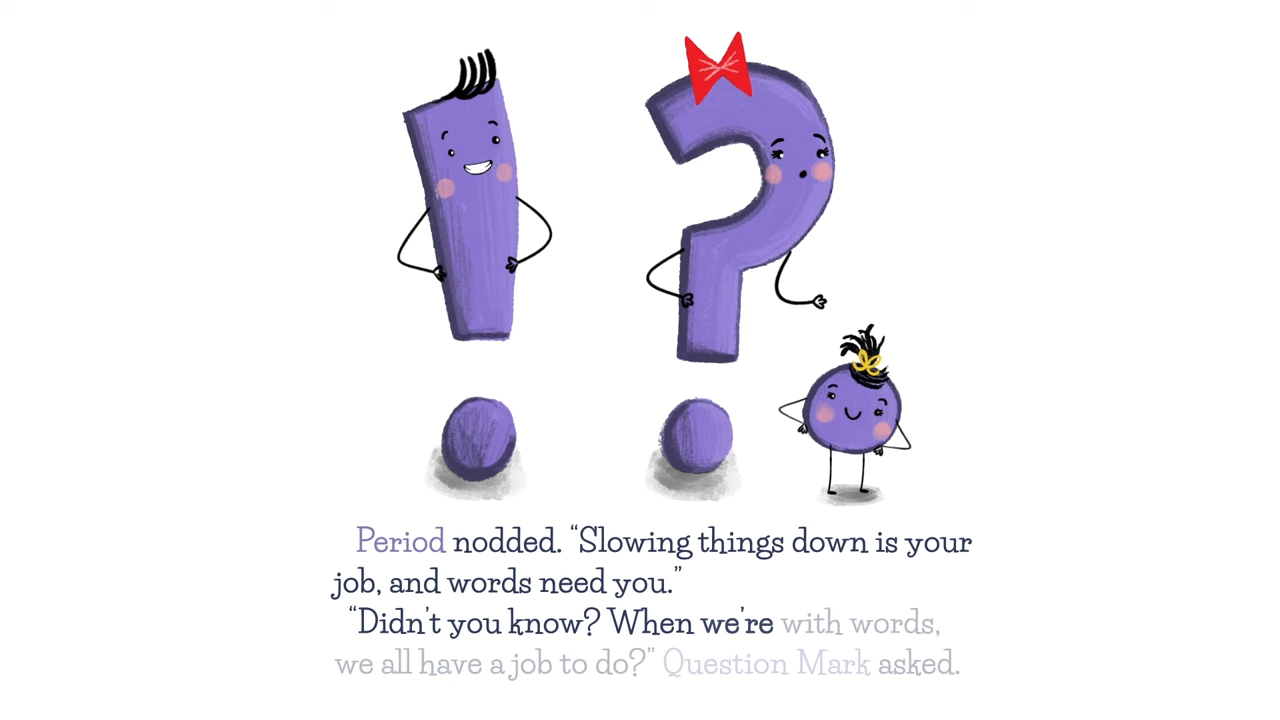 Period nodded. “Slowing things down is your
job, and words need you.”
“Didn’t you know? When we’re with words,
we all have a job to do?” Question Mark asked.